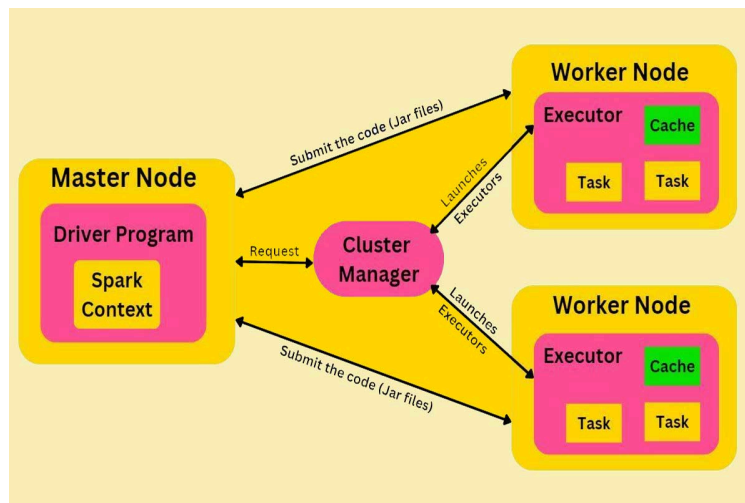 Master Node
Driver Program
Spark
Context
Submit the code (Jar files)
Request
Submit the code (Jar files)
Cluster
Manager
Launches
Executors
Launches
Executors
Worker Node
Executor
Cache
Task
Task
Worker Node
Executor
Cache
Task
Task